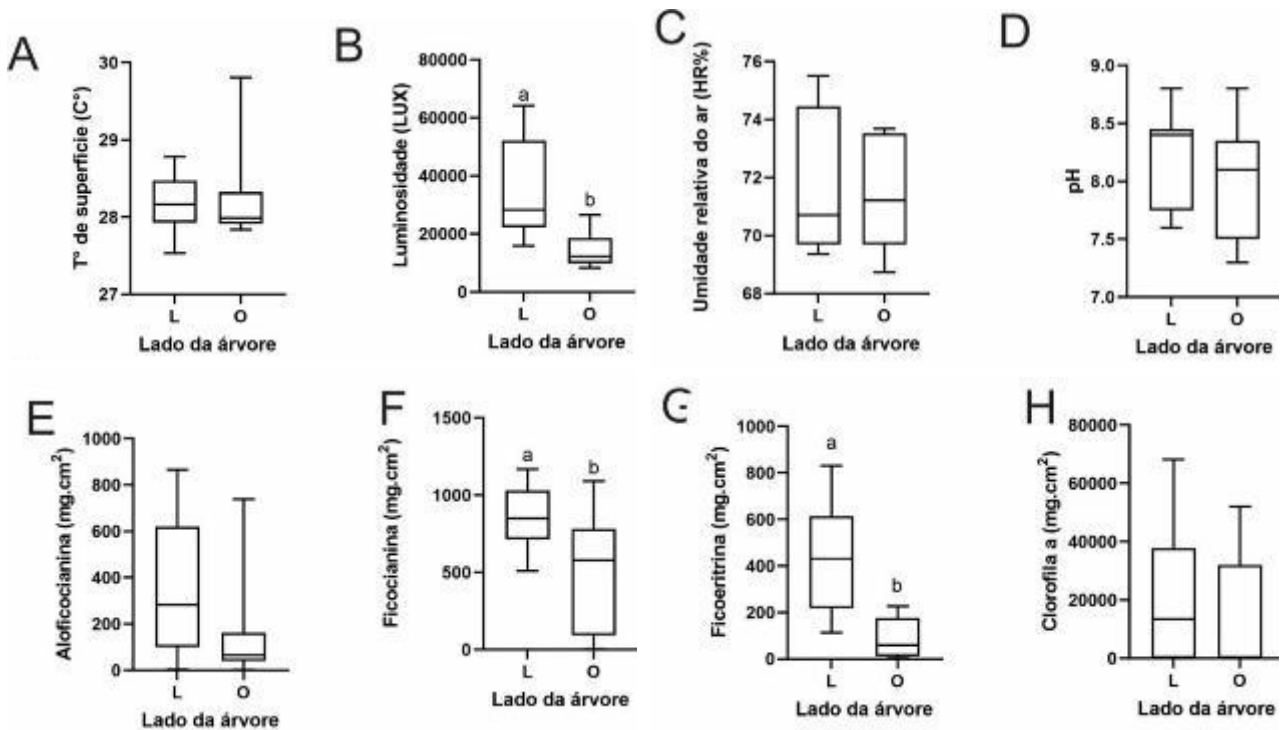 A
T° de superfície (C°)
30
29
28
27
L O
Lado da árvore
B
Luminosidade (LUX)
80000
60000
40000
20000
0
a
b
L O
Lado da árvore
C
Umidade relativa do ar (HR%)
76
74
72
70
68
L O
Lado da árvore
D
pH
9.0
8.5
8.0
7.5
7.0
L O
Lado da árvore
E
Aloficocianina (mg.cm²)
1000
800
600
400
200
0
L O
Lado da árvore
F
Ficocianina (mg.cm²)
1500
1000
500
0
a
b
L O
Lado da árvore
G
Ficoeritrina (mg.cm²)
1000
800
600
400
200
0
a
b
L O
Lado da árvore
H
Clorofila a (mg.cm²)
80000
60000
40000
20000
0
L O
Lado da árvore